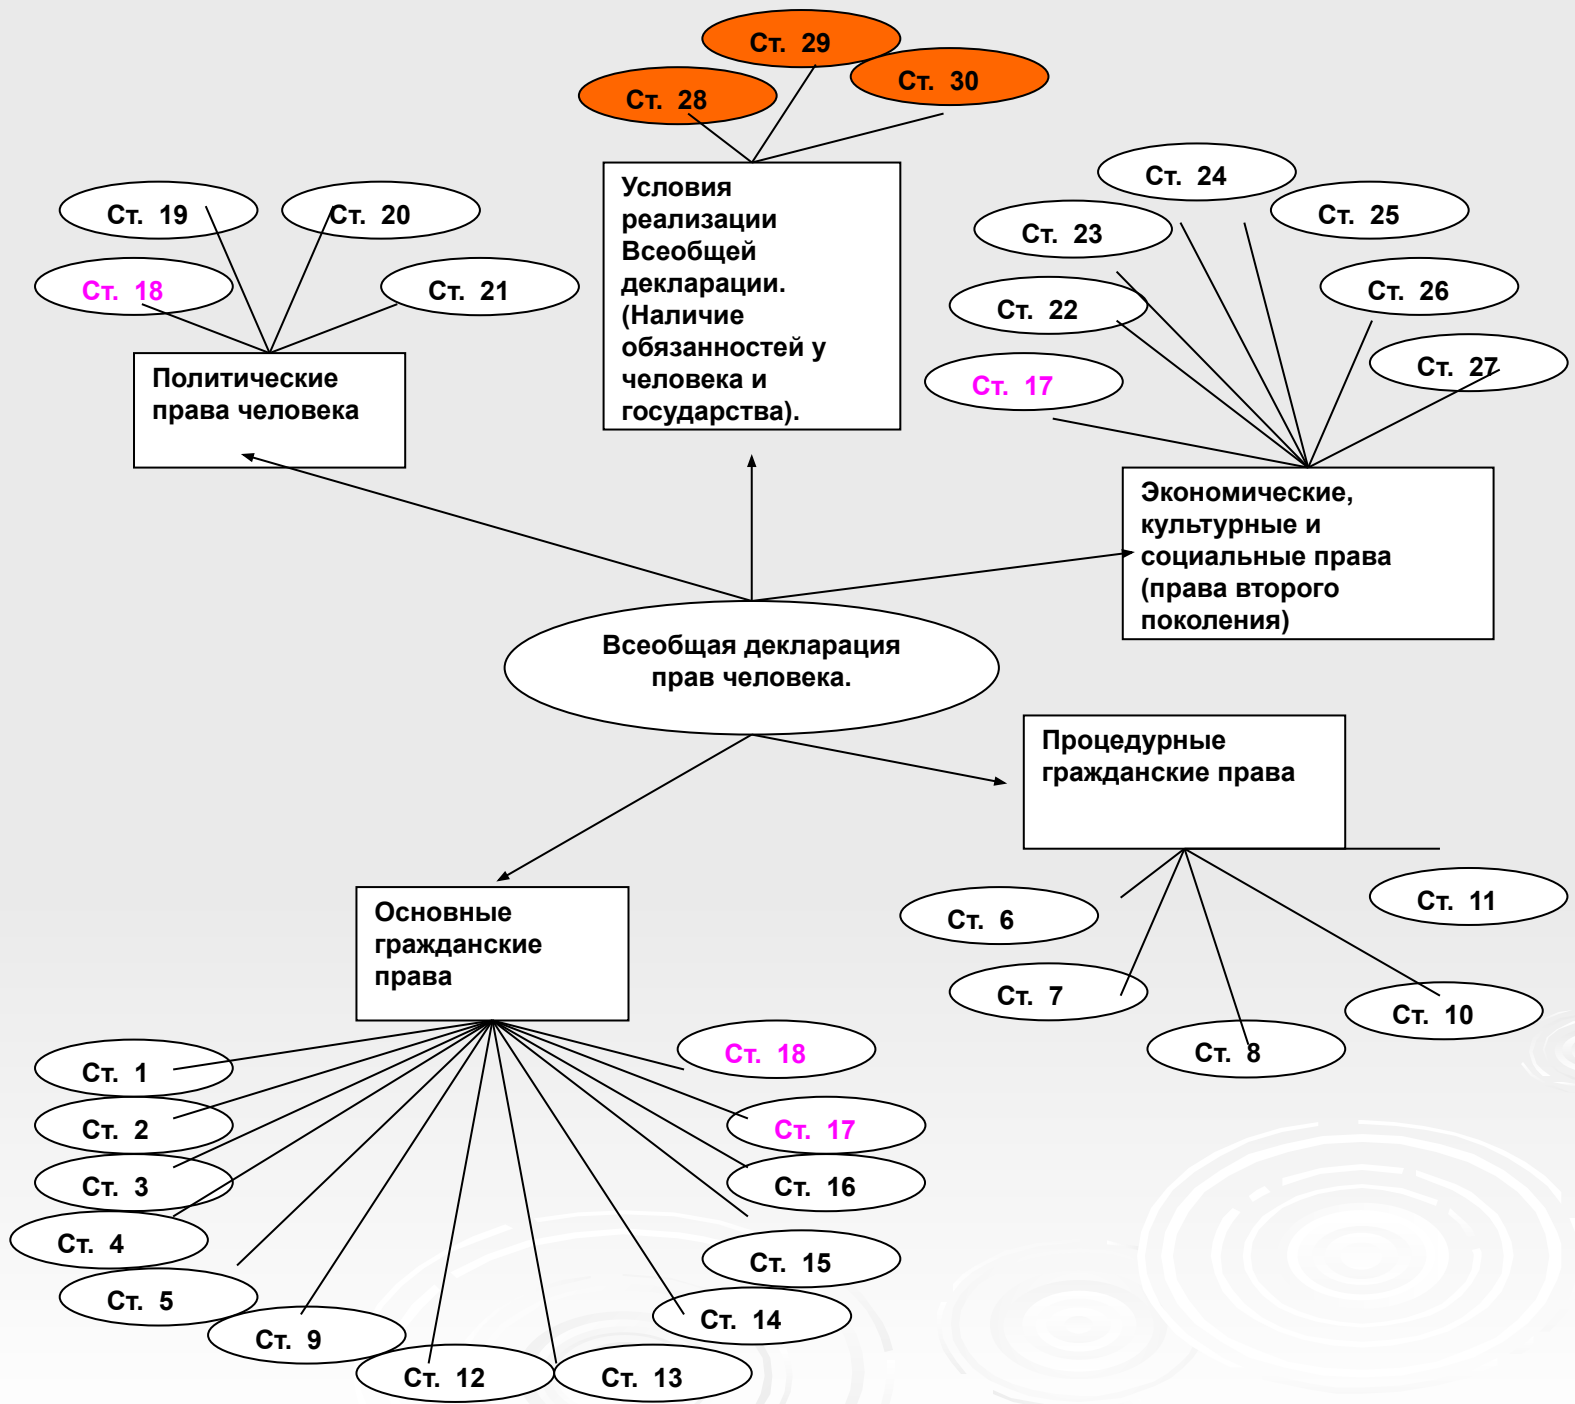 Ст. 29
Ст. 30
Ст. 28
Условия
реализации
Всеобщей
декларации.
(Наличие
обязанностей у
человека и
государства).
Ст. 19
Ст. 20
Ст. 18
Ст. 21
Политические
права человека
Ст. 24
Ст. 25
Ст. 23
Ст. 26
Ст. 22
Ст. 27
Ст. 17
Экономические,
культурные и
социальные права
(права второго
поколения)
Всеобщая декларация
прав человека.
Процедурные
гражданские права
Ст. 11
Ст. 6
Ст. 7
Ст. 10
Ст. 8
Основные
гражданские
права
Ст. 18
Ст. 1
Ст. 2
Ст. 17
Ст. 3
Ст. 16
Ст. 4
Ст. 15
Ст. 5
Ст. 14
Ст. 9
Ст. 12
Ст. 13